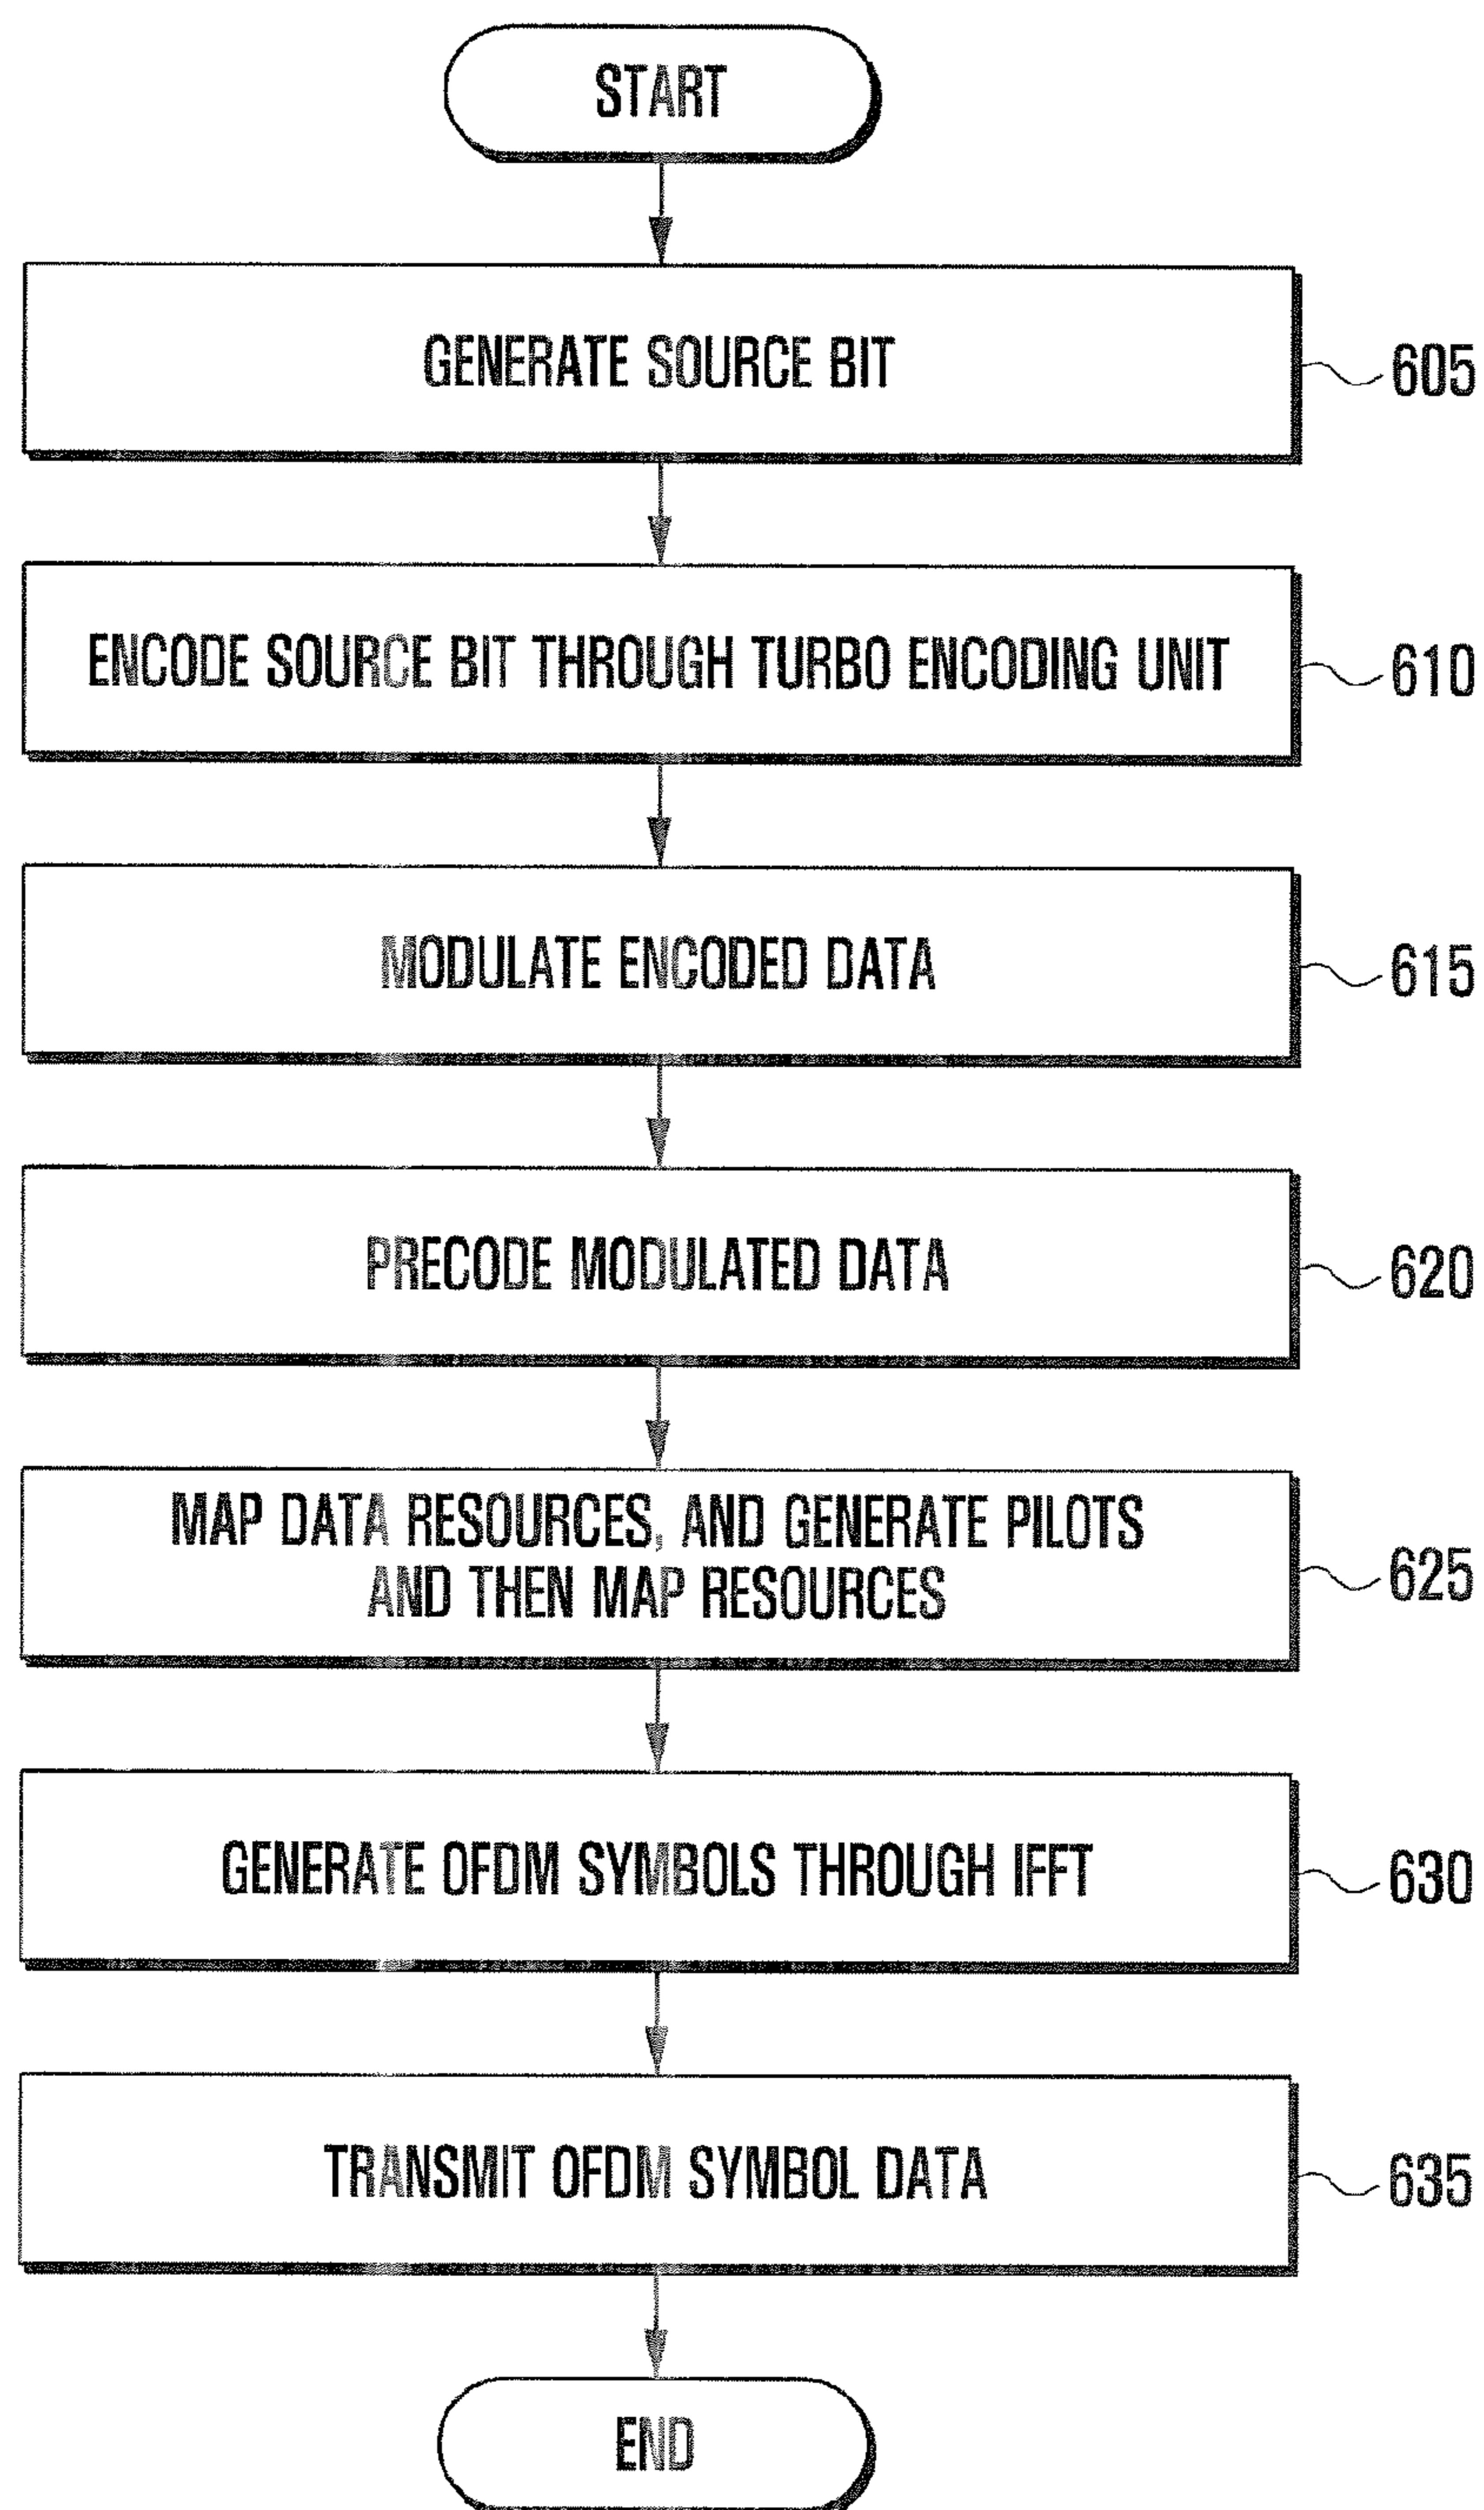 START
GENERATE SOURCE BIT
605
ENCODE SOURCE BIT THROUGH TURBO ENCODING UNIT
610
MODULATE ENCODED DATA
615
PRECODE MODULATED DATA
620
MAP DATA RESOURCES, AND GENERATE PILOTS
AND THEN MAP RESOURCES
625
GENERATE OFDM SYMBOLS THROUGH IFFT
630
TRANSMIT OFDM SYMBOL DATA
635
END